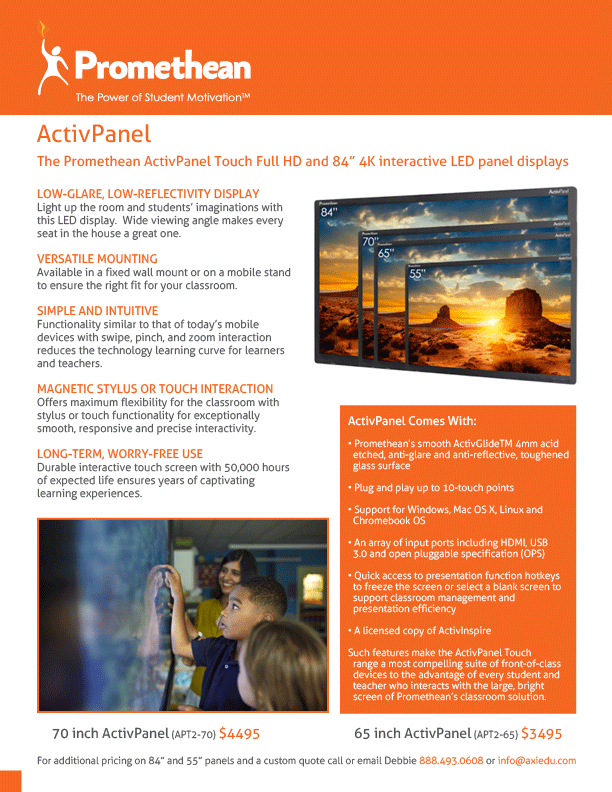 Promethean
The Power of Student Motivation™
ActivPanel
The Promethean ActivPanel Touch Full HD and 84” 4K interactive LED panel displays
LOW-GLARE, LOW-REFLECTIVITY DISPLAY
Light up the room and students’ imaginations with
this LED display.  Wide viewing angle makes every
seat in the house a great one.
VERSATILE MOUNTING
Available in a fixed wall mount or on a mobile stand
to ensure the right fit for your classroom.
SIMPLE AND INTUITIVE
Functionality similar to that of today’s mobile
devices with swipe, pinch, and zoom interaction
reduces the technology learning curve for learners
and teachers.
MAGNETIC STYLUS OR TOUCH INTERACTION
Offers maximum flexibility for the classroom with
stylus or touch functionality for exceptionally
smooth, responsive and precise interactivity.
LONG-TERM, WORRY-FREE USE
Durable interactive touch screen with 50,000 hours
of expected life ensures years of captivating
learning experiences.
Promethean
ActivPanel
84”
Promethean
ActivPanel
70”
Promethean
ActivPanel
65”
Promethean
ActivPanel
55”
ActivPanel Comes With:
• Promethean’s smooth ActivGlideTM 4mm acid
etched, anti-glare and anti-reflective, toughened
glass surface
• Plug and play up to 10-touch points
• Support for Windows, Mac OS X, Linux and
Chromebook OS
• An array of input ports including HDMI, USB
3.0 and open pluggable specification (OPS)
• Quick access to presentation function hotkeys
to freeze the screen or select a blank screen to
support classroom management and
presentation efficiency
• A licensed copy of ActivInspire
Such features make the ActivPanel Touch
range a most compelling suite of front-of-class
devices to the advantage of every student and
teacher who interacts with the large, bright
screen of Promethean’s classroom solution.
70 inch ActivPanel (APT2-70) $4495
65 inch ActivPanel (APT2-65) $3495
For additional pricing on 84” and 55” panels and a custom quote call or email Debbie 888.493.0608 or info@axiedu.com